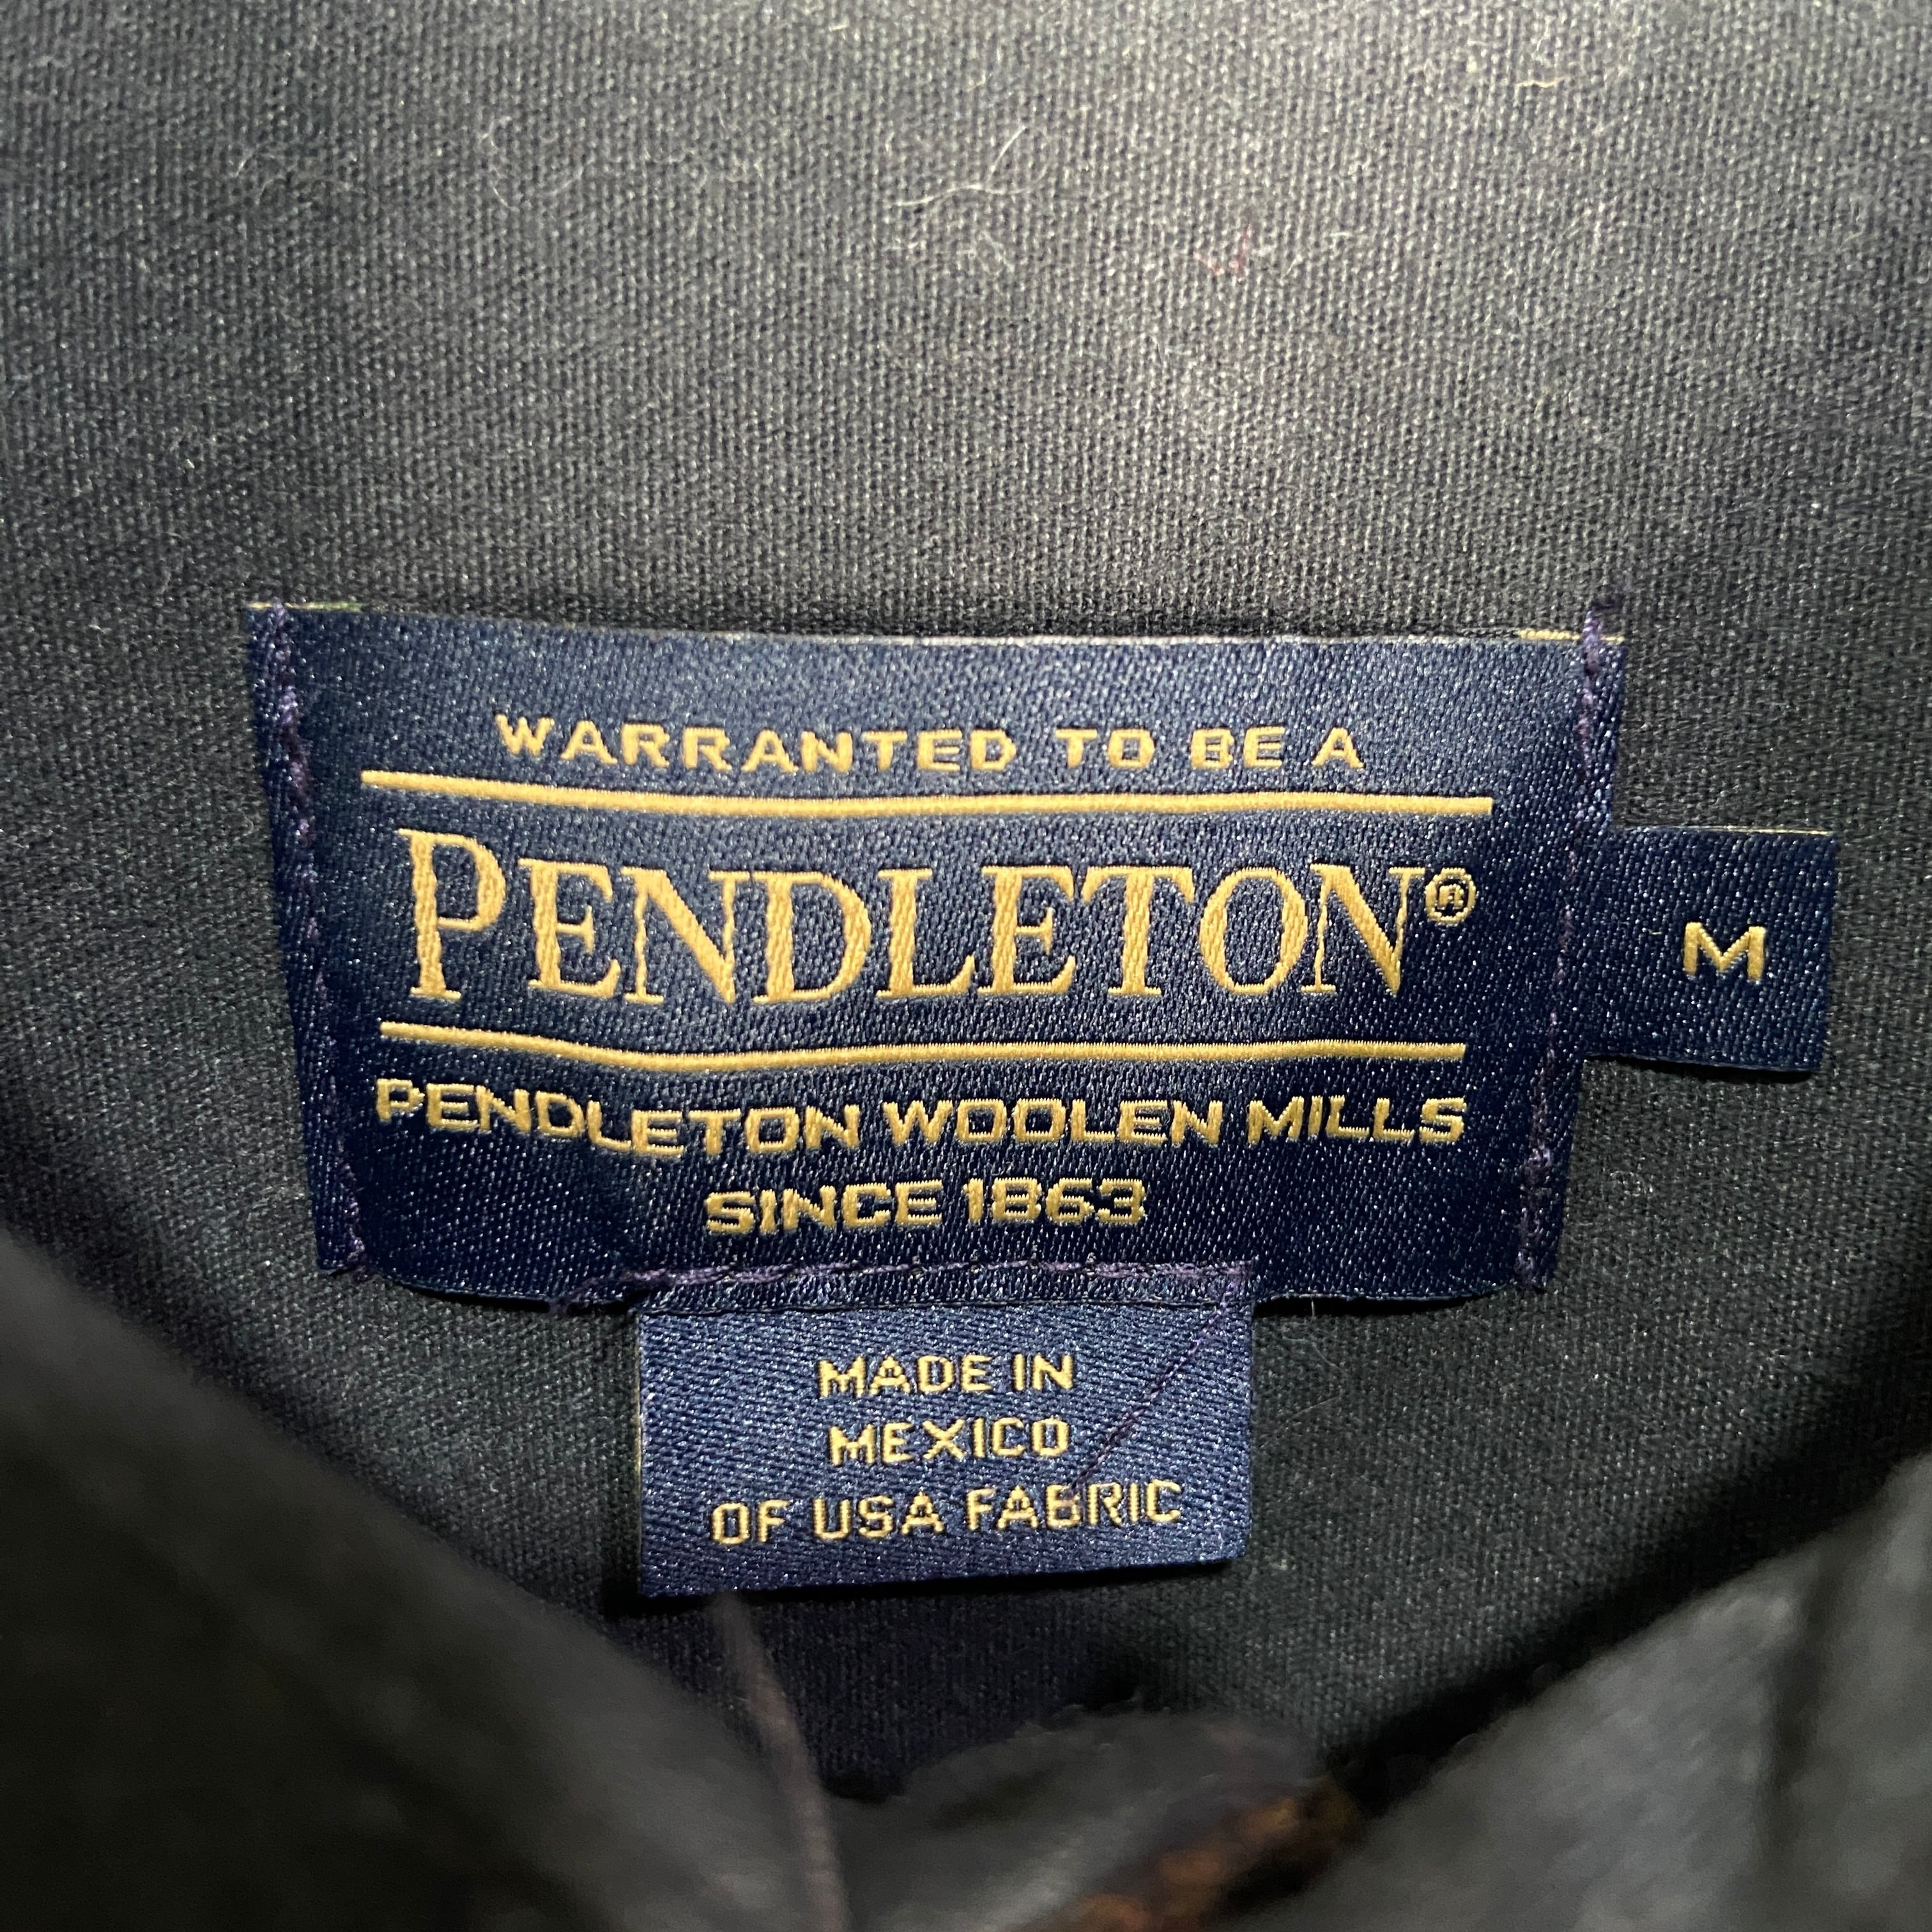 WARRANTED TO BE A
PENDLETON®
M
PENDLETON WOOLEN MILLS
SINCE 1863
MADE IN
MEXICO
OF USA FABRIC